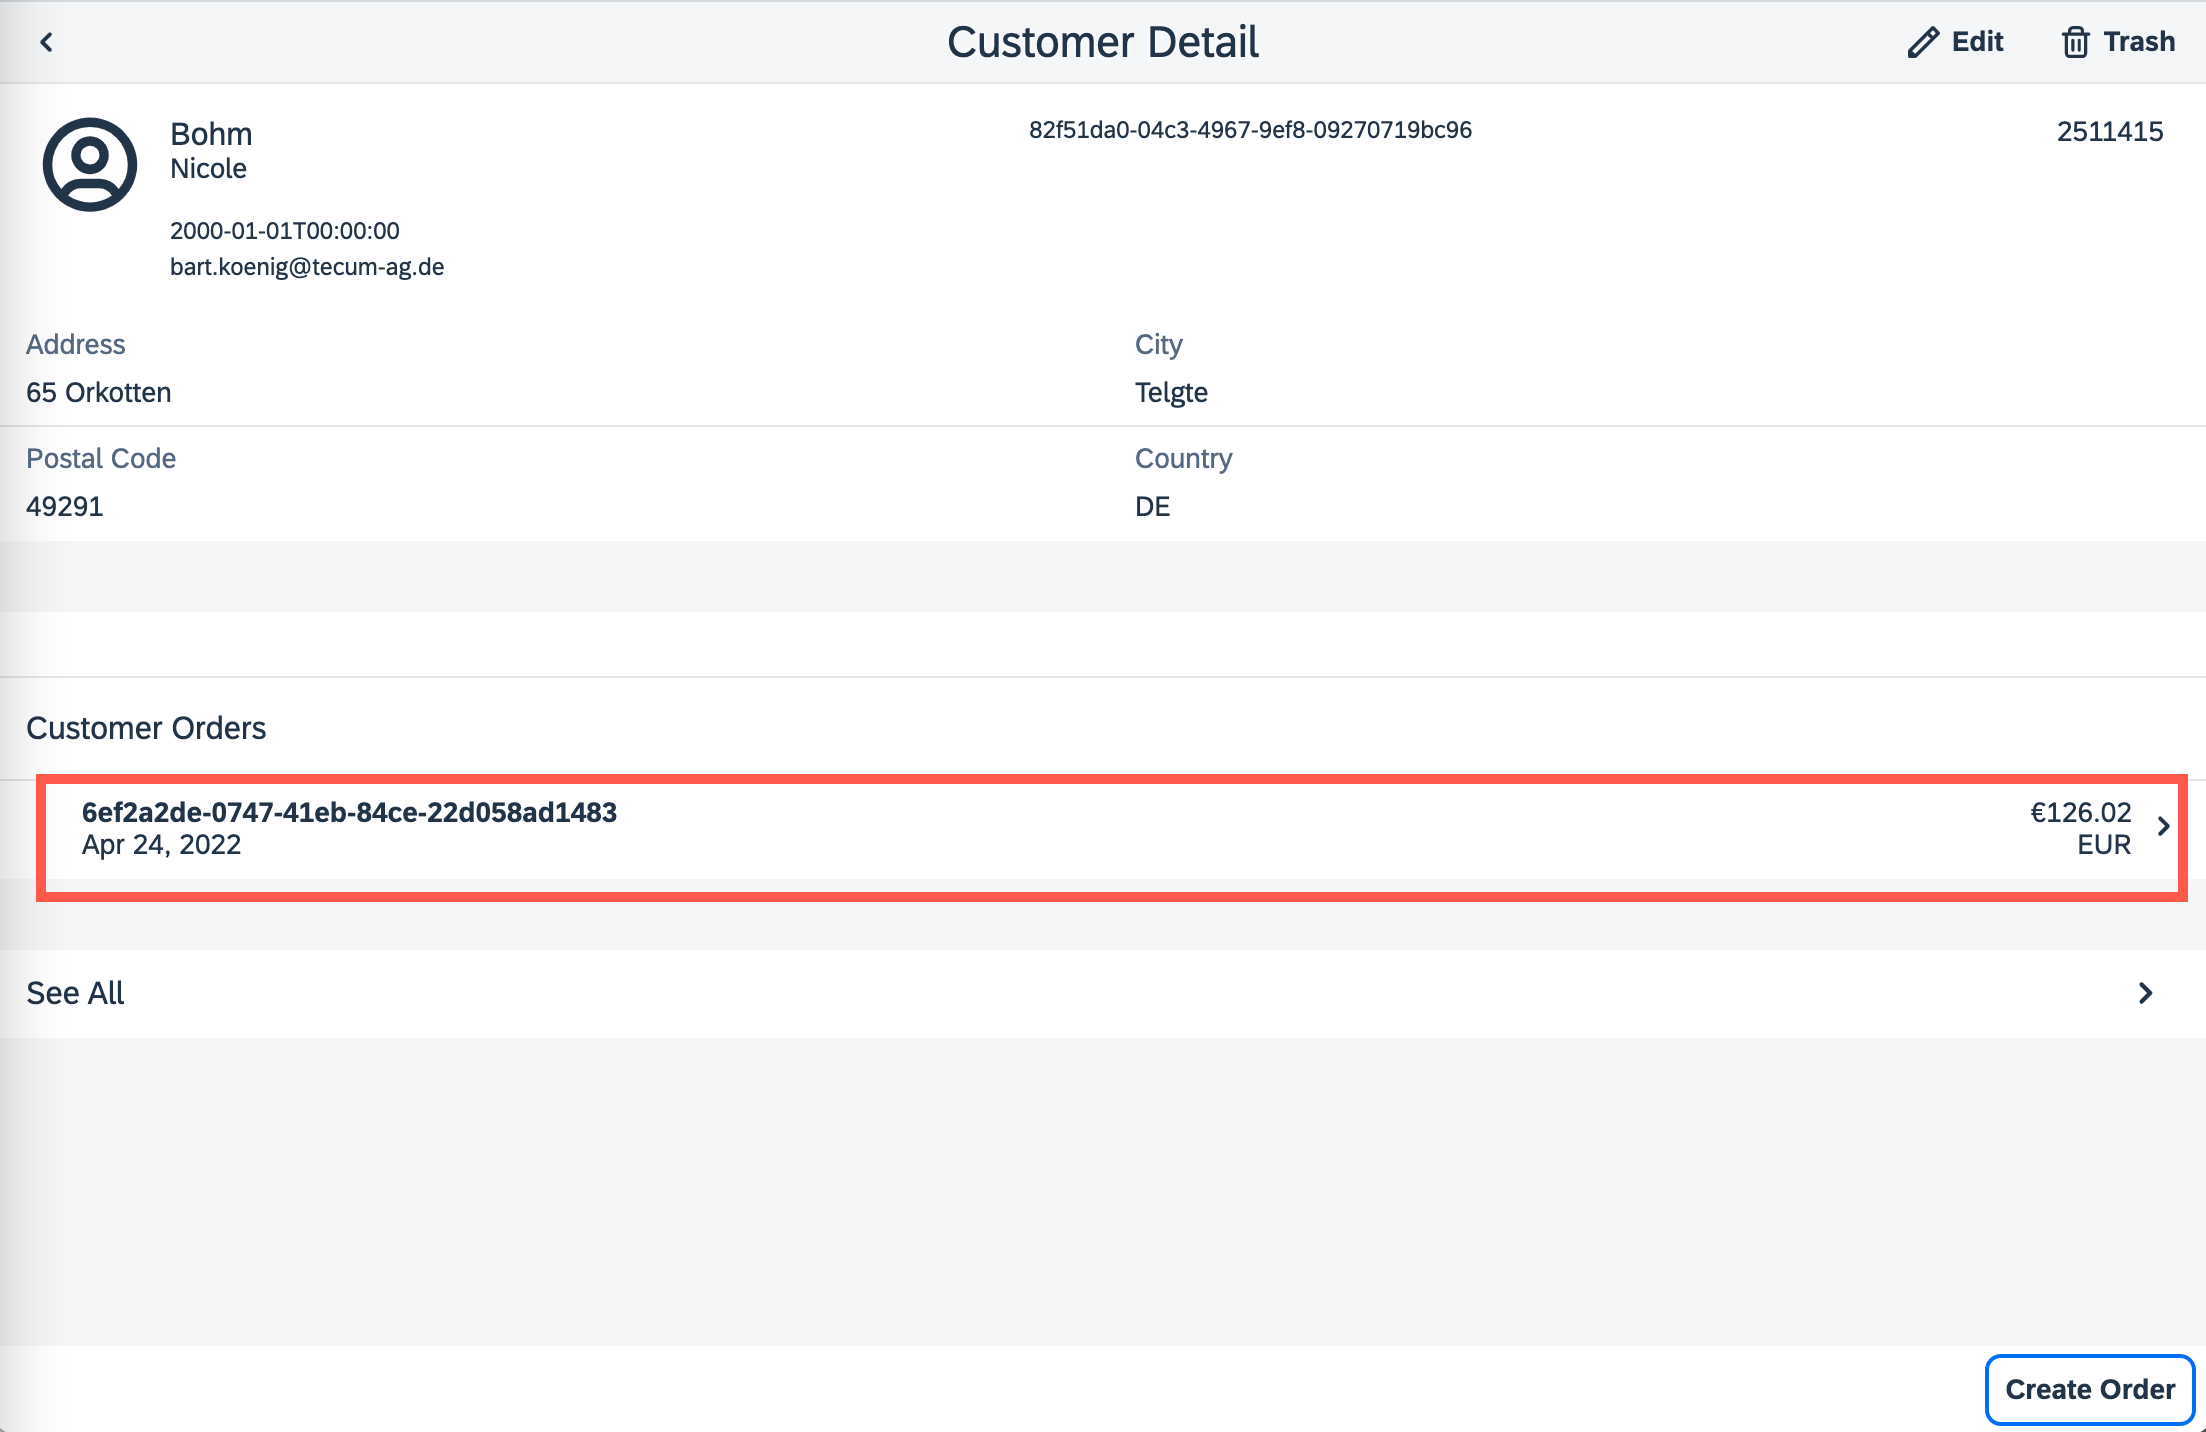 Customer Detail
Edit
Trash
Bohm
Nicole
2000-01-01T00:00:00
bart.koenig@tecum-ag.de
82f51da0-04c3-4967-9ef8-09270719bc96
2511415
Address
65 Orkotten
City
Telgte
Postal Code
49291
Country
DE
Customer Orders
6ef2a2de-0747-41eb-84ce-22d058ad1483
Apr 24, 2022
€126.02
EUR
See All
Create Order